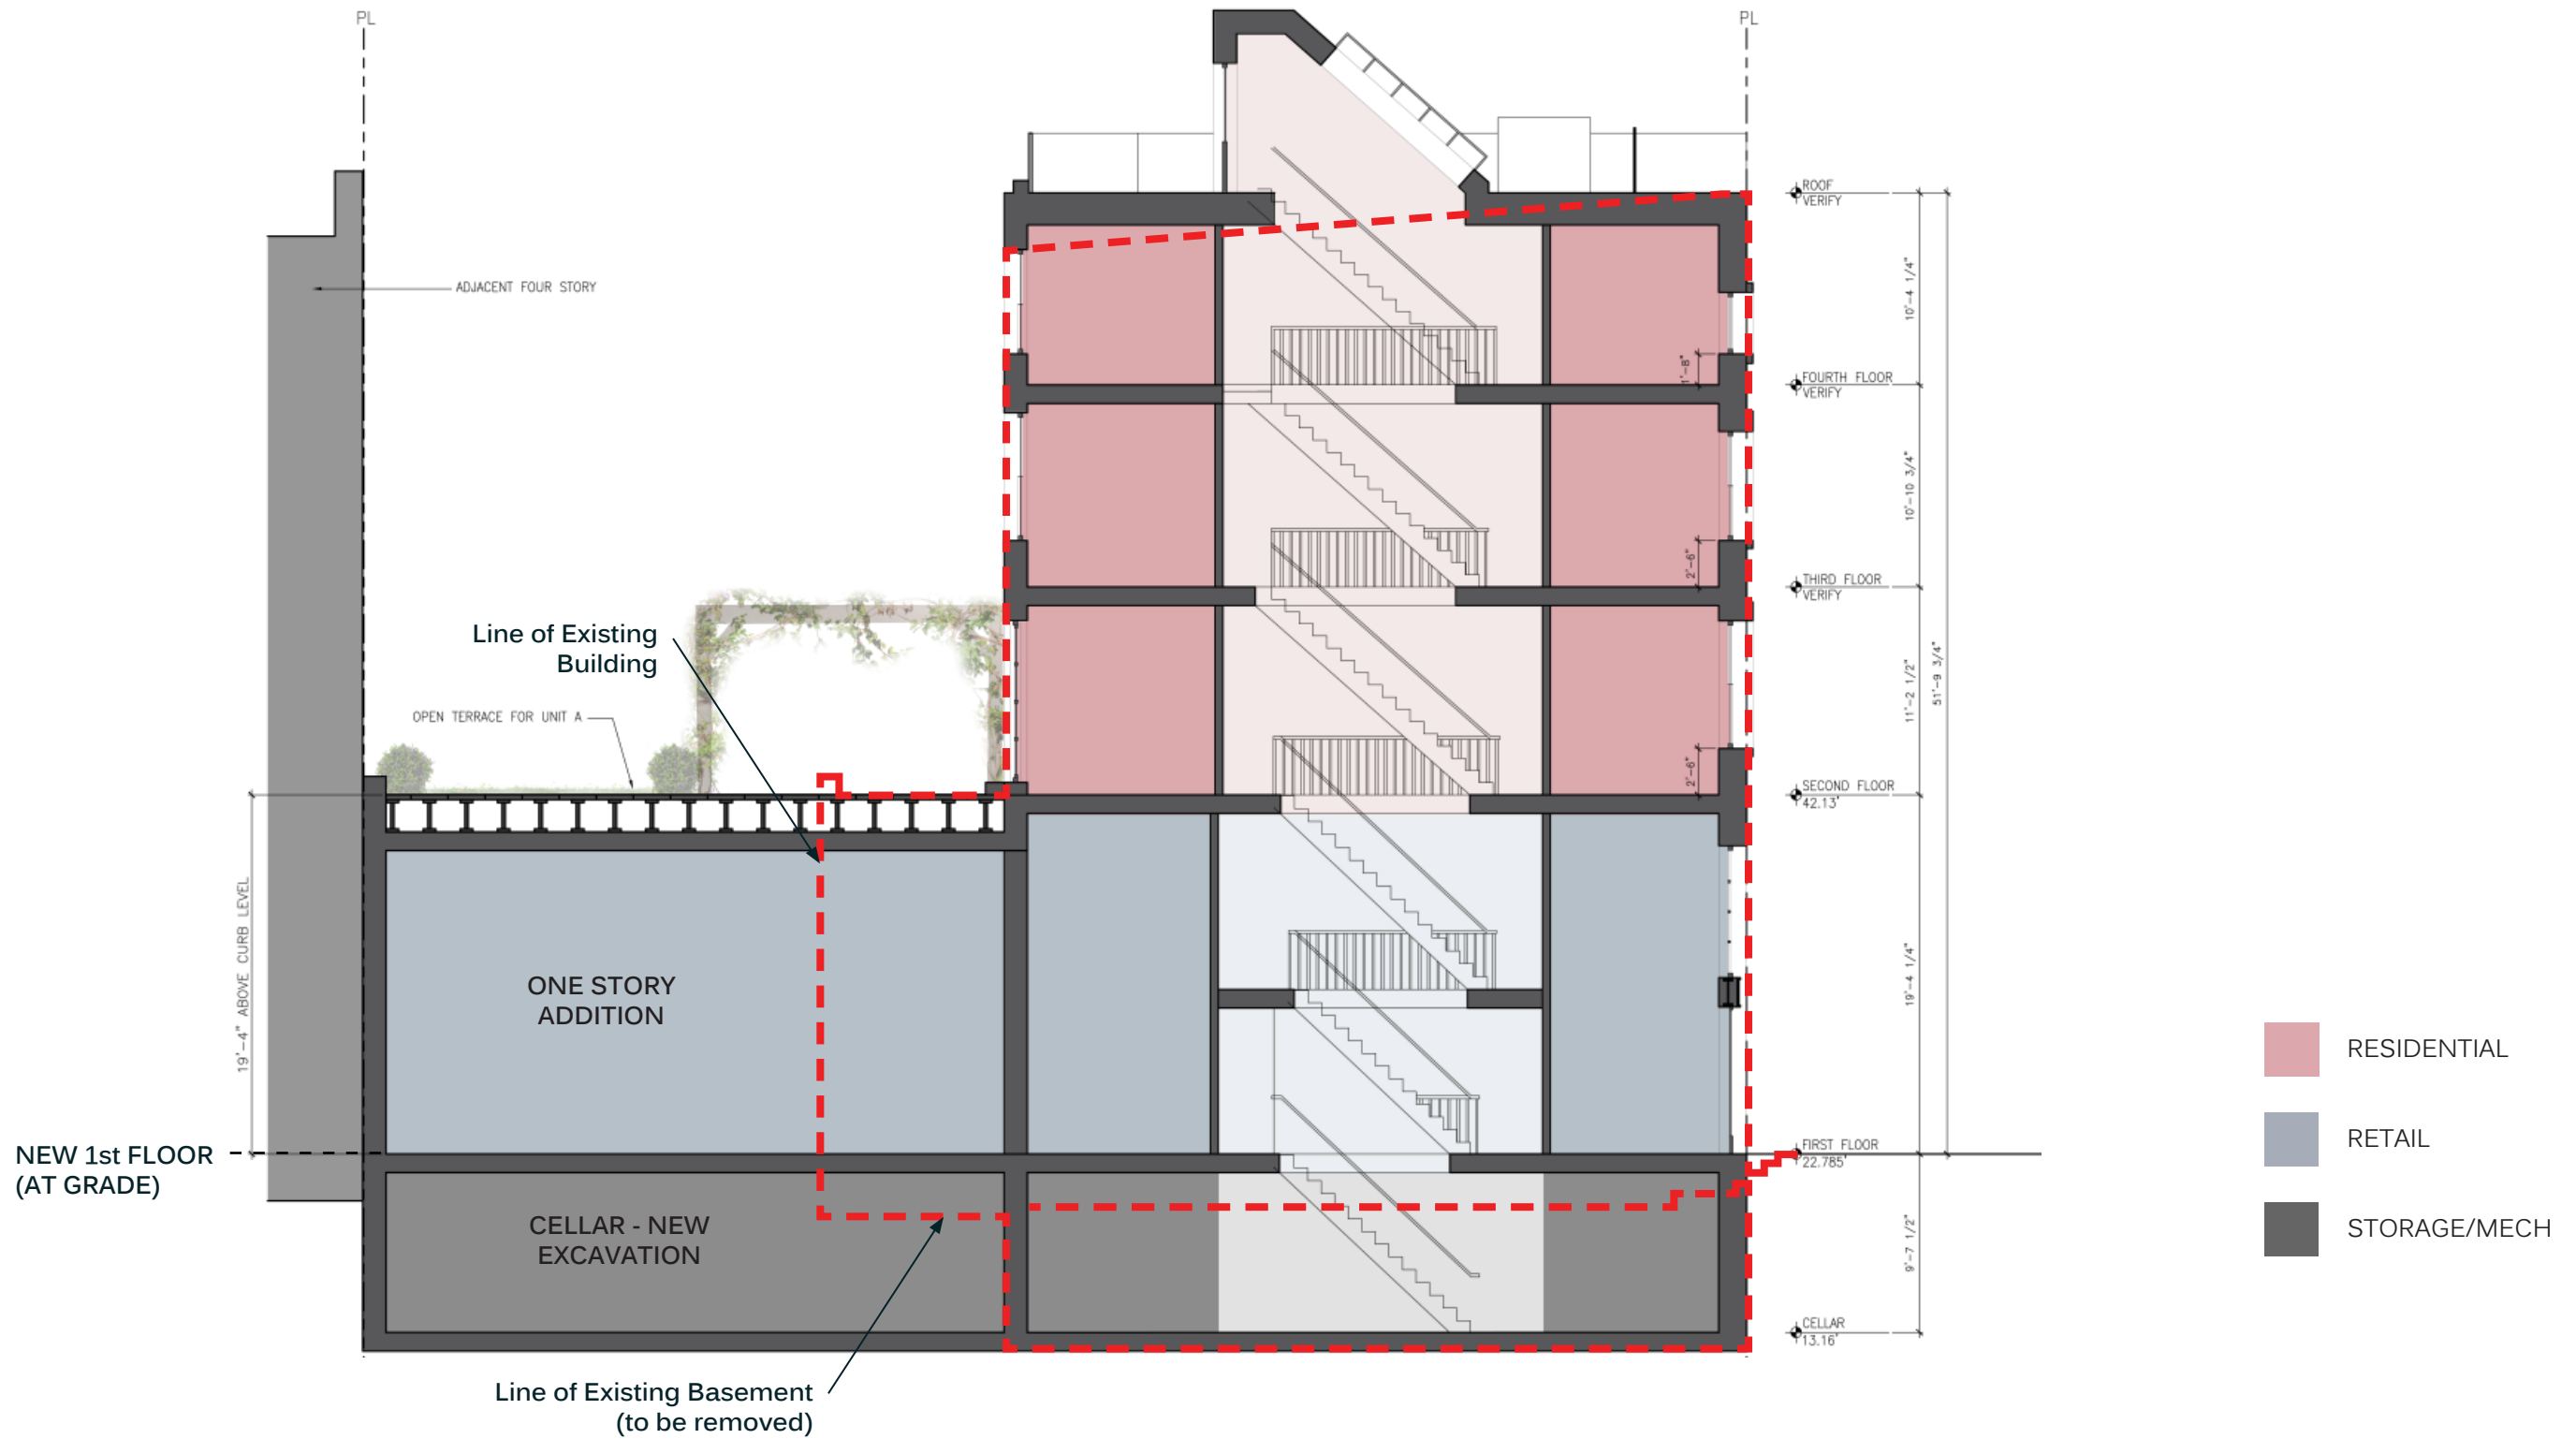 PL
PL
ROOF
VERIFY
ADJACENT FOUR STORY
10'-4 1/4"
1'-8"
FOURTH FLOOR
VERIFY
10'-10 3/4"
2'-6"
THIRD FLOOR
VERIFY
Line of Existing
Building
51'-9 3/4"
11'-2 1/2"
OPEN TERRACE FOR UNIT A
2'-6"
SECOND FLOOR
42.13'
19'-4" ABOVE CURB LEVEL
19'-4 1/4"
ONE STORY
ADDITION
RESIDENTIAL
RETAIL
NEW 1st FLOOR
(AT GRADE)
FIRST FLOOR
22.785'
CELLAR - NEW
EXCAVATION
STORAGE/MECH
9'-7 1/2"
CELLAR
13.16'
Line of Existing Basement
(to be removed)